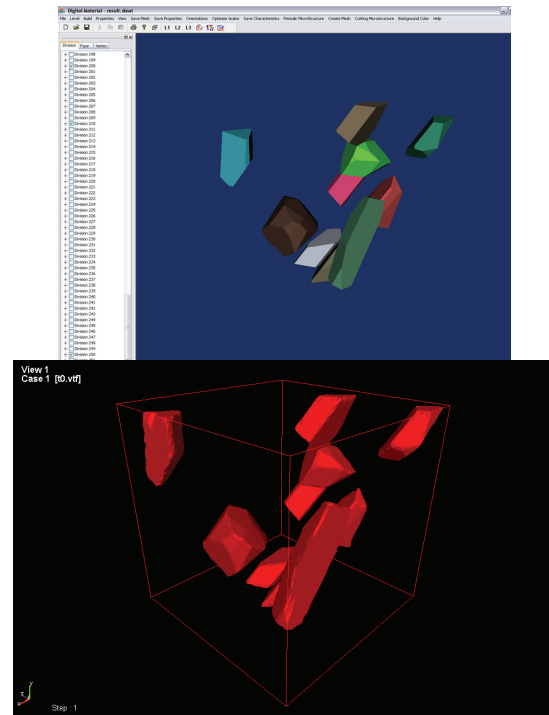 Digital Material - result.dmat
File Level Build Properties View Save Mesh Save Properties Orientations Optimize Grains Save Characteristics Periodic MicroStructure Create Mesh Cutting Microstructure Background Color Help
L1 L2 L3
Division Face Vertex
Division 198
Division 199
Division 200
Division 201
Division 202
Division 203
Division 204
Division 205
Division 206
Division 207
Division 208
Division 209
Division 210
Division 211
Division 212
Division 213
Division 214
Division 215
Division 216
Division 217
Division 218
Division 219
Division 220
Division 221
Division 222
Division 223
Division 224
Division 225
Division 226
Division 227
Division 228
Division 229
Division 230
Division 231
Division 232
Division 233
Division 234
Division 235
Division 236
Division 237
Division 238
Division 239
Division 240
Division 241
Division 242
Division 243
Division 244
Division 245
Division 246
Division 247
Division 248
Division 249
Division 250
View 1
Case 1 [t0.vtf]
y
z
x
Step : 1